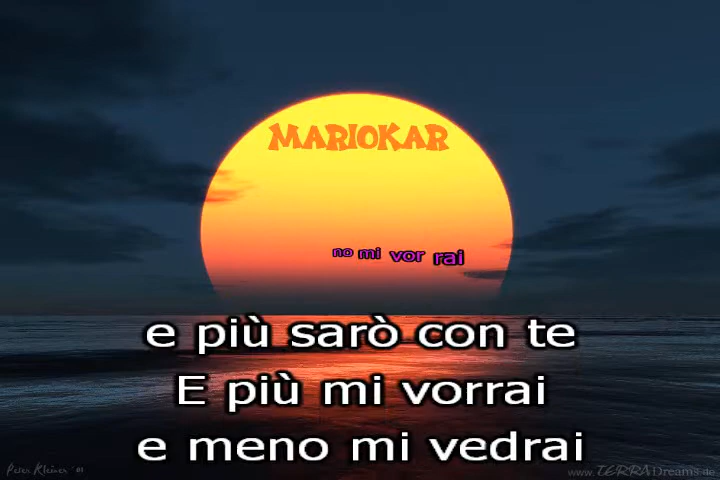 MARIOKAR
no mi vor rai
e più sarò con te
E più mi vorrai
e meno mi vedrai
Peter Kleiner '01
www.TERRADreams.de